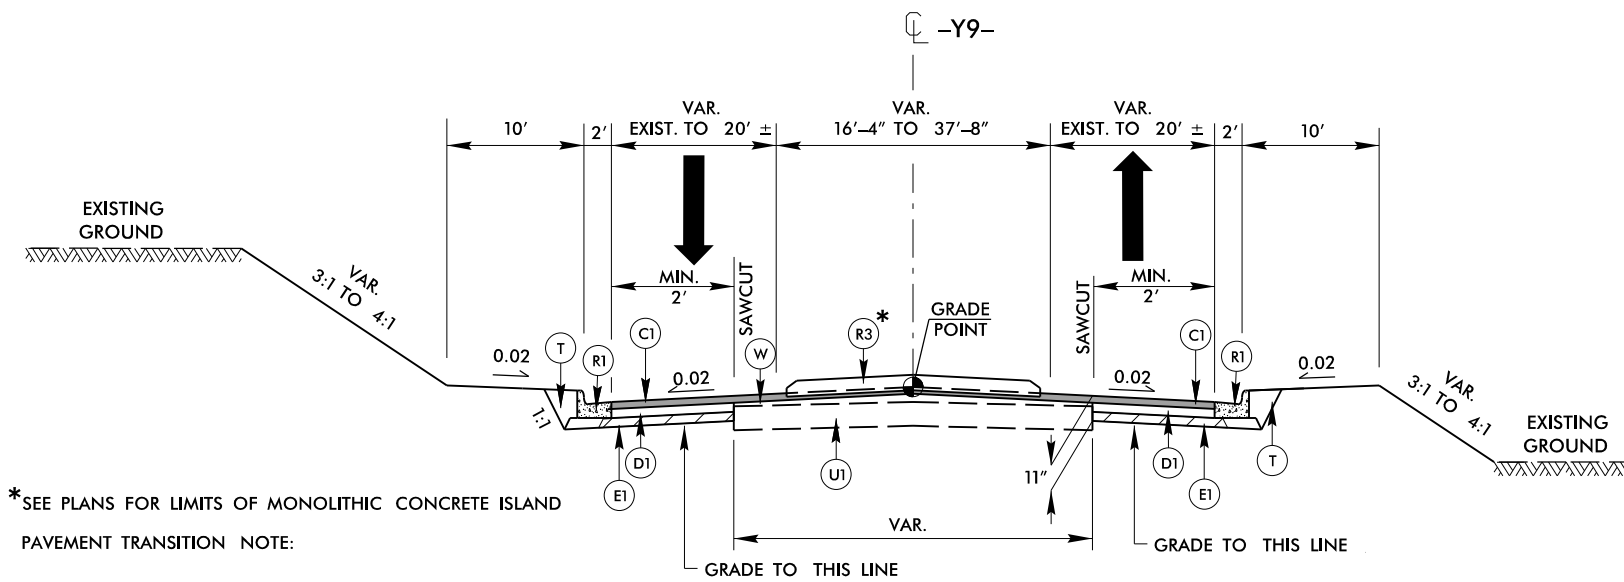 CL –Y9–
VAR. VAR. VAR.
10' 2' EXIST. TO 20' ± 16'–4" TO 37'–8" EXIST. TO 20' ± 2' 10'
EXISTING
GROUND
VAR.
3:1 TO 4:1
MIN.
2'
SAWCUT
R3*
GRADE
POINT
SAWCUT
MIN.
2'
0.02
T
R1
C1
0.02
W
0.02
C1
R1
0.02
VAR.
3:1 TO 4:1
EXISTING
GROUND
1:1
E1
D1
U1
11"
D1
E1
T
*SEE PLANS FOR LIMITS OF MONOLITHIC CONCRETE ISLAND
PAVEMENT TRANSITION NOTE:
VAR.
GRADE TO THIS LINE
GRADE TO THIS LINE